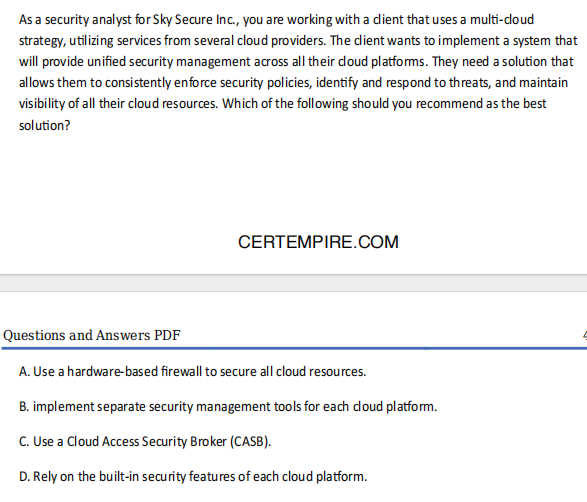 As a security analyst for Sky Secure Inc., you are working with a client that uses a multi-cloud
strategy, utilizing services from several cloud providers. The client wants to implement a system that
will provide unified security management across all their cloud platforms. They need a solution that
allows them to consistently enforce security policies, identify and respond to threats, and maintain
visibility of all their cloud resources. Which of the following should you recommend as the best
solution?
CERTEMPIRE.COM
Questions and Answers PDF
A. Use a hardware-based firewall to secure all cloud resources.
B. implement separate security management tools for each cloud platform.
C. Use a Cloud Access Security Broker (CASB).
D. Rely on the built-in security features of each cloud platform.